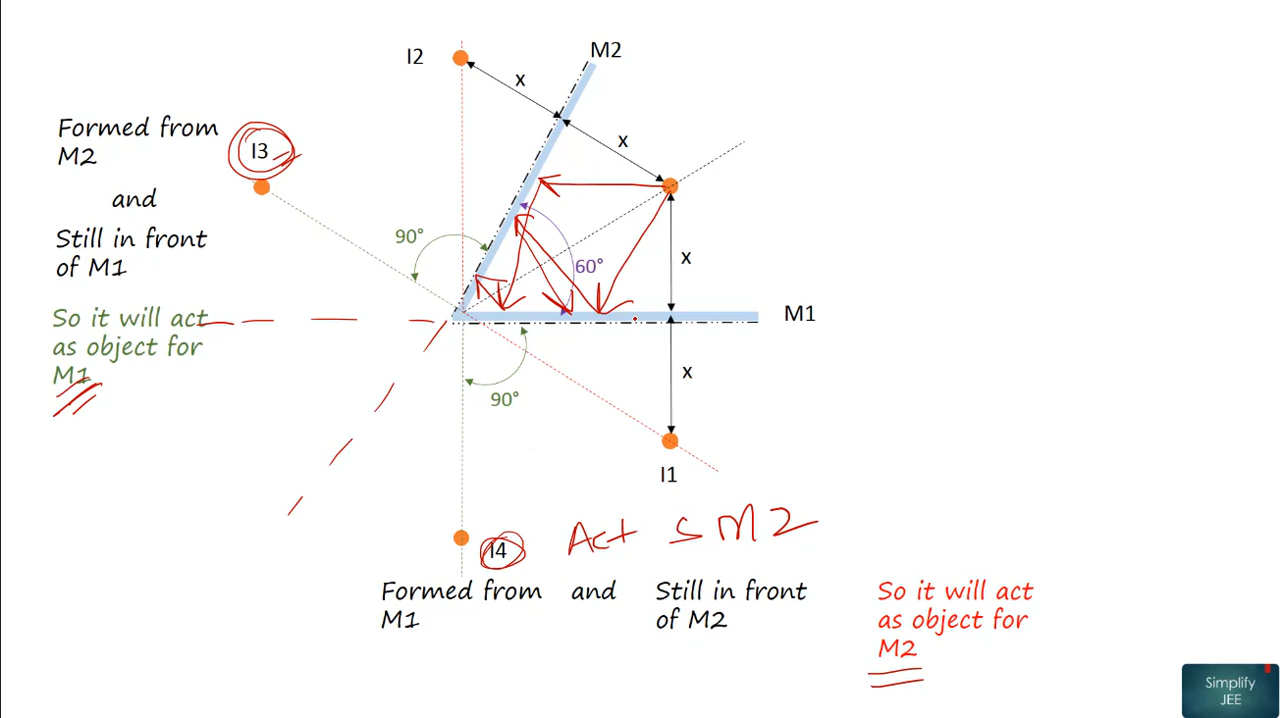 I2
M2
x
x
Formed from
M2
I3
and
Still in front
of M1
90°
60°
x
M1
So it will act
as object for
M1
x
90°
I1
I4
Act S M2
Formed from
M1
and
Still in front
of M2
So it will act
as object for
M2
Simplify
JEE